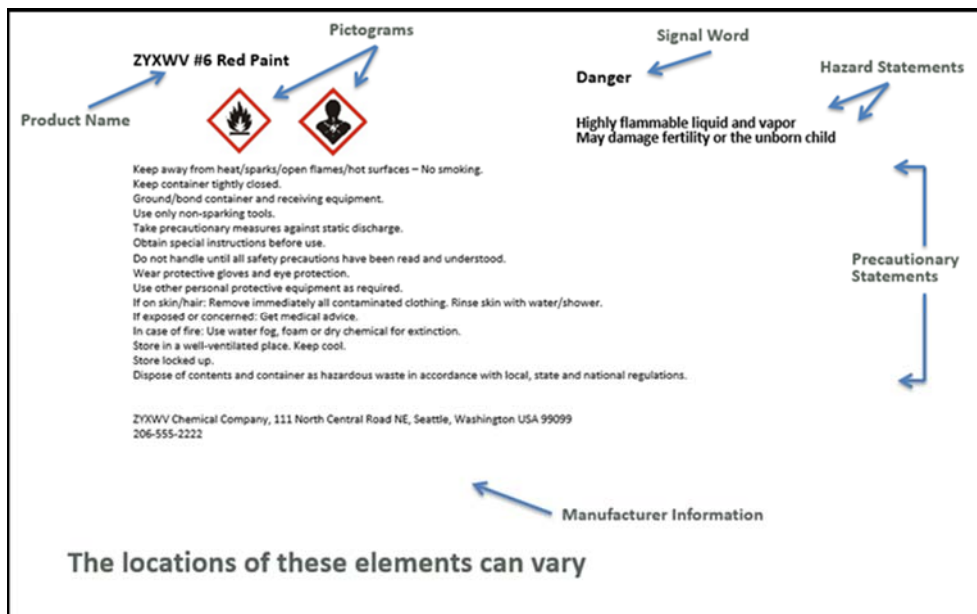 Pictograms
Signal Word
ZYXWV #6 Red Paint
Danger
Hazard Statements
Product Name
Highly flammable liquid and vapor
May damage fertility or the unborn child
Keep away from heat/sparks/open flames/hot surfaces – No smoking.
Keep container tightly closed.
Ground/bond container and receiving equipment.
Use only non-sparking tools.
Take precautionary measures against static discharge.
Obtain special instructions before use.
Do not handle until all safety precautions have been read and understood.
Wear protective gloves and eye protection.
Use other personal protective equipment as required.
If on skin/hair: Remove immediately all contaminated clothing. Rinse skin with water/shower.
If exposed or concerned: Get medical advice.
In case of fire: Use water fog, foam or dry chemical for extinction.
Store in a well-ventilated place. Keep cool.
Store locked up.
Dispose of contents and container as hazardous waste in accordance with local, state and national regulations.
Precautionary
Statements
ZYXWV Chemical Company, 111 North Central Road NE, Seattle, Washington USA 99099
206-555-2222
Manufacturer Information
The locations of these elements can vary